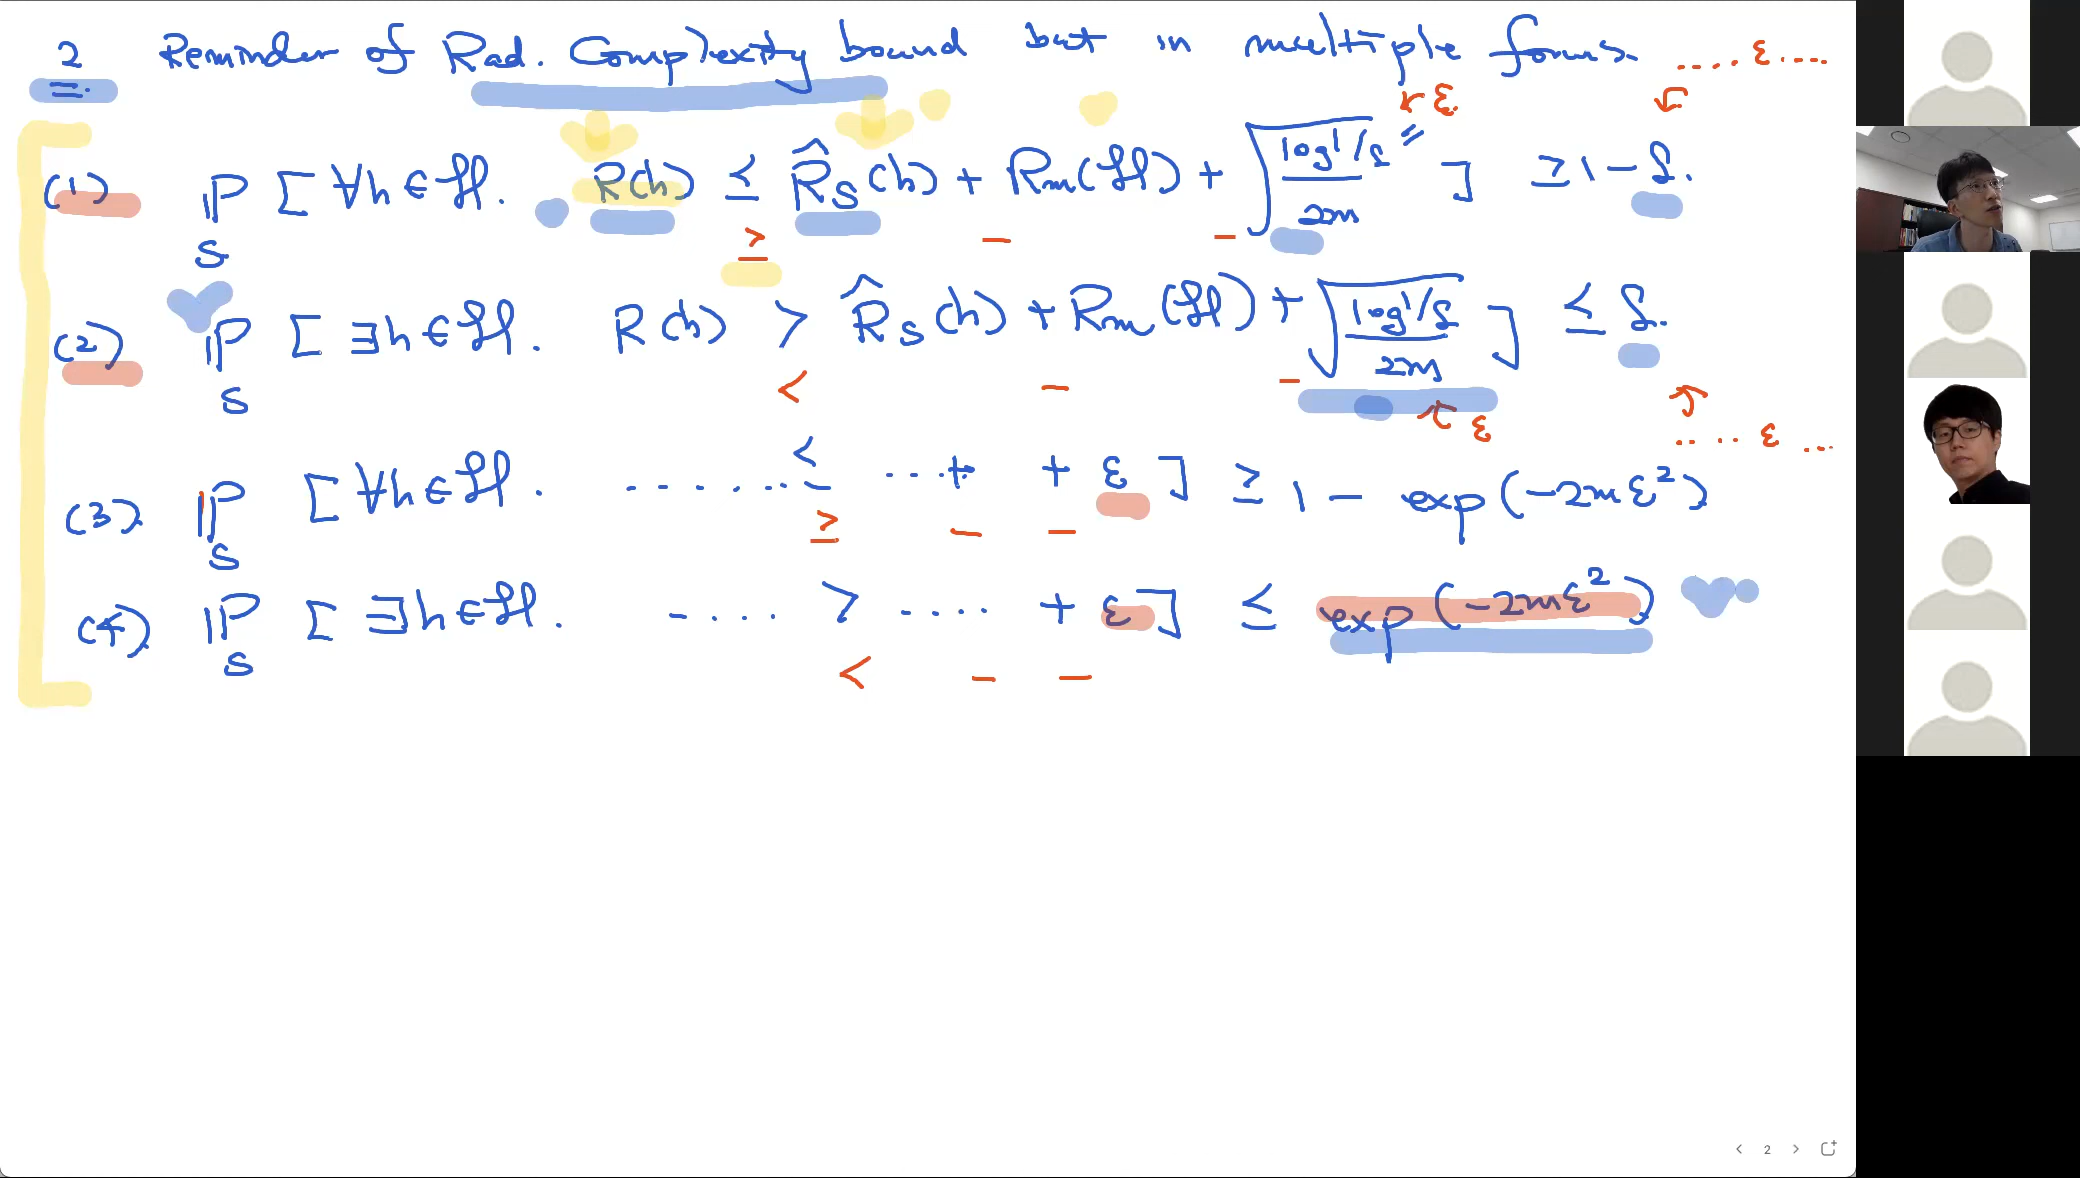 2 Reminder of Rad. Complexity bound but in multiple forms.
.... ε ....
↙ ε
(1) ℙ_S [ ∀h ∈ ℋ. R(h) ≤ R̂_S(h) + R_m(ℋ) + √(log 1/δ / 2m) ] ≥ 1 - δ.
≥ - -
(2) ℙ_S [ ∃h ∈ ℋ. R(h) > R̂_S(h) + R_m(ℋ) + √(log 1/δ / 2m) ] ≤ δ.
< - -
↖ ε
.... ε ...
(3) ℙ_S [ ∀h ∈ ℋ. ....... ≤ ...+ + ε ] ≥ 1 - exp(-2mε²)
≥ - -
(4) ℙ_S [ ∃h ∈ ℋ. .... > .... + ε ] ≤ exp(-2mε²)
< - -
< 2 >